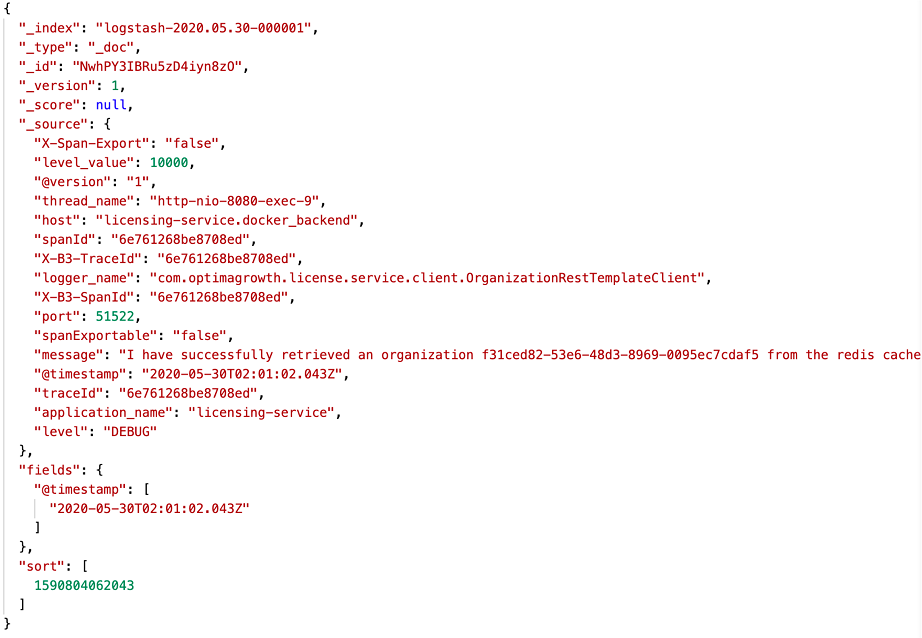 {
"_index": "logstash-2020.05.30-000001",
"_type": "_doc",
"_id": "NwhPY3IBRu5zD4iyn8zO",
"_version": 1,
"_score": null,
"_source": {
"X-Span-Export": "false",
"level_value": 10000,
"@version": "1",
"thread_name": "http-nio-8080-exec-9",
"host": "licensing-service.docker_backend",
"spanId": "6e761268be8708ed",
"X-B3-TraceId": "6e761268be8708ed",
"logger_name": "com.optimagrowth.license.service.client.OrganizationRestTemplateClient",
"X-B3-SpanId": "6e761268be8708ed",
"port": 51522,
"spanExportable": "false",
"message": "I have successfully retrieved an organization f31ced82-53e6-48d3-8969-0095ec7cdaf5 from the redis cache
"@timestamp": "2020-05-30T02:01:02.043Z",
"traceId": "6e761268be8708ed",
"application_name": "licensing-service",
"level": "DEBUG"
},
"fields": {
"@timestamp": [
"2020-05-30T02:01:02.043Z"
]
},
"sort": [
1590804062043
]
}